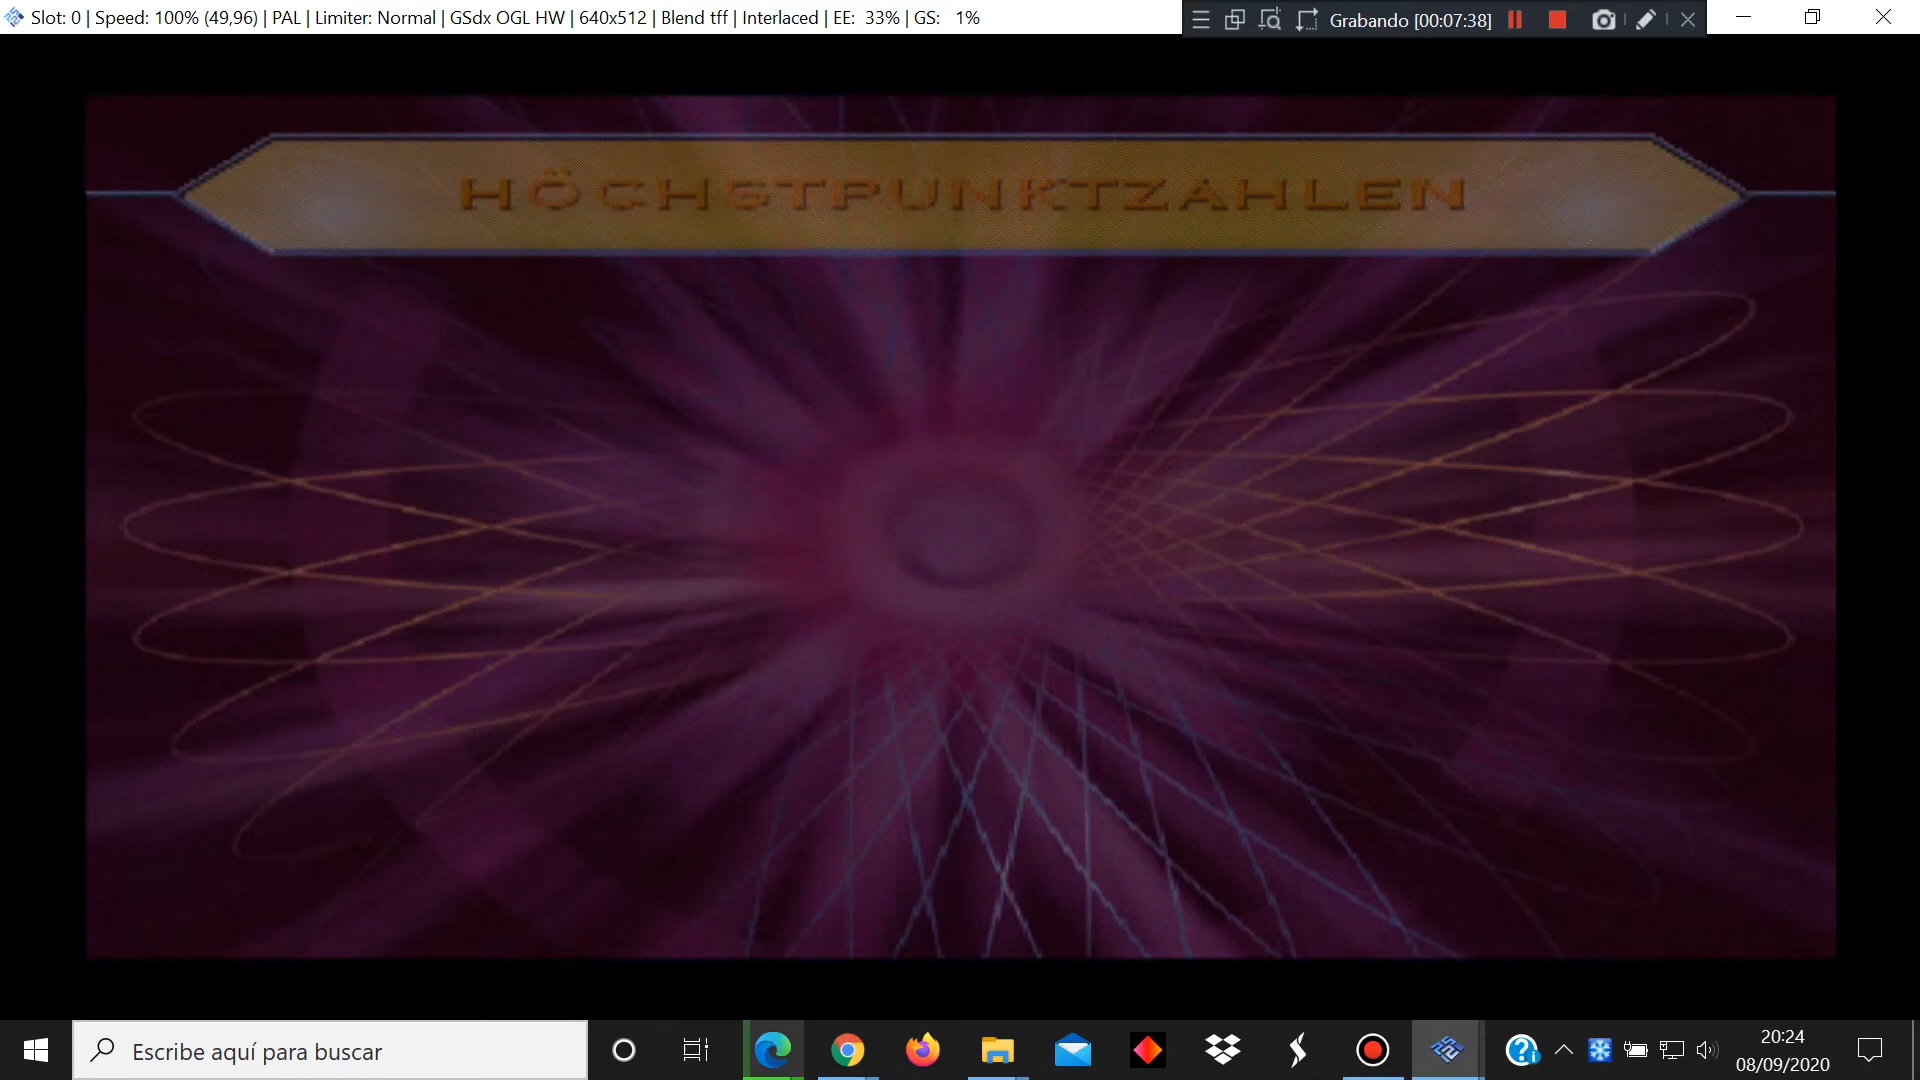 Slot: 0 | Speed: 100% (49,96) | PAL | Limiter: Normal | GSdx OGL HW | 640x512 | Blend tff | Interlaced | EE: 33% | GS: 1%
Grabando [00:07:38]
HÖCHSTPUNKTZAHLEN
Escribe aquí para buscar
20:24
08/09/2020